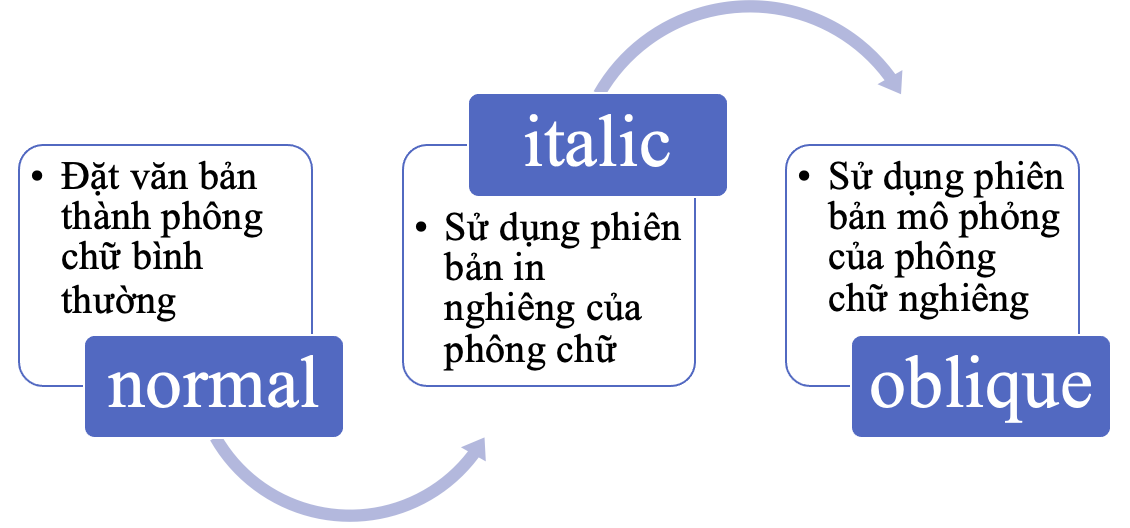 • Đặt văn bản
thành phông
chữ bình
thường
normal
italic
• Sử dụng phiên
bản in
nghiêng của
phông chữ
• Sử dụng phiên
bản mô phỏng
của phông
chữ nghiêng
oblique